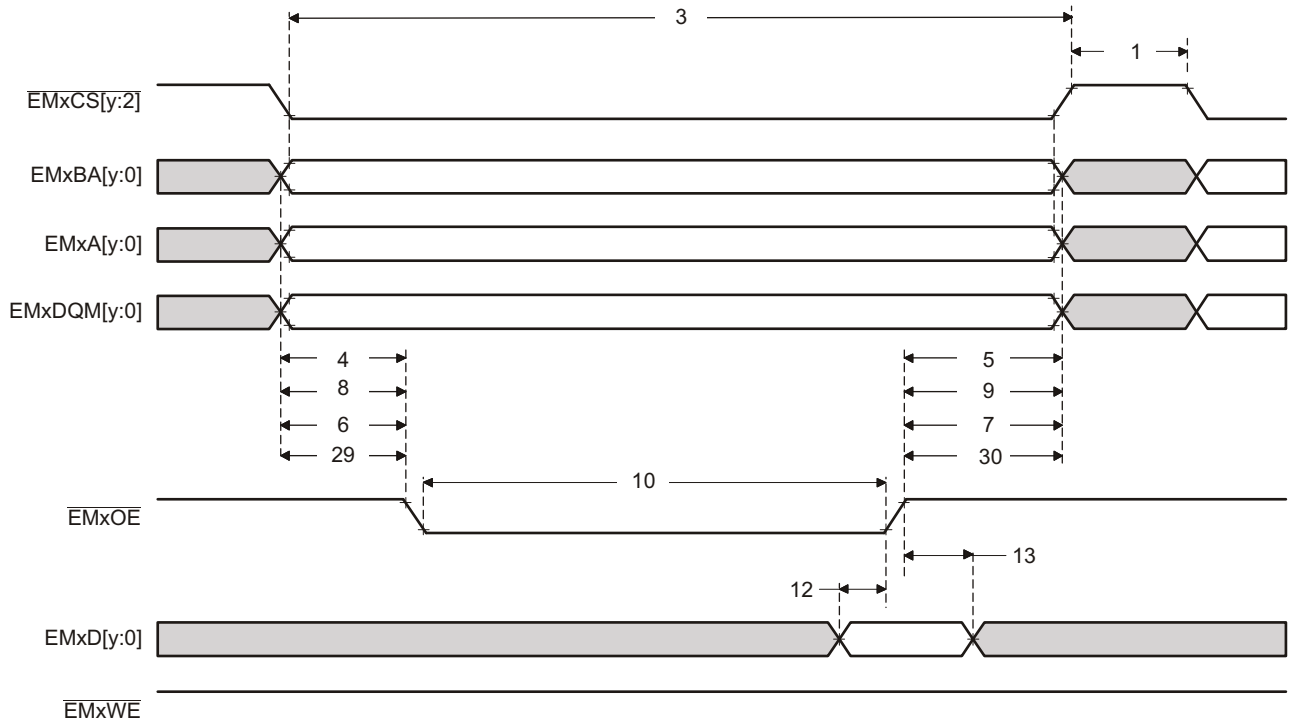 3
1
EMxCS[y:2]
EMxBA[y:0]
EMxA[y:0]
EMxDQM[y:0]
4 5
8 9
6 7
29 30
10
EMxOE
13
12
EMxD[y:0]
EMxWE